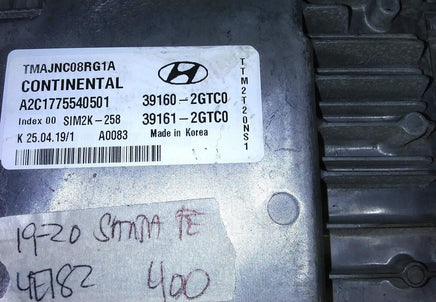 TMAJNC08RG1A
CONTINENTAL
A2C1775540501 39160-2GTC0
Index 00 SIM2K-258 39161-2GTC0
K 25.04.19/1 A0083 Made in Korea
TTM2T20NS1
19-20 SANTA FE
4E182 400